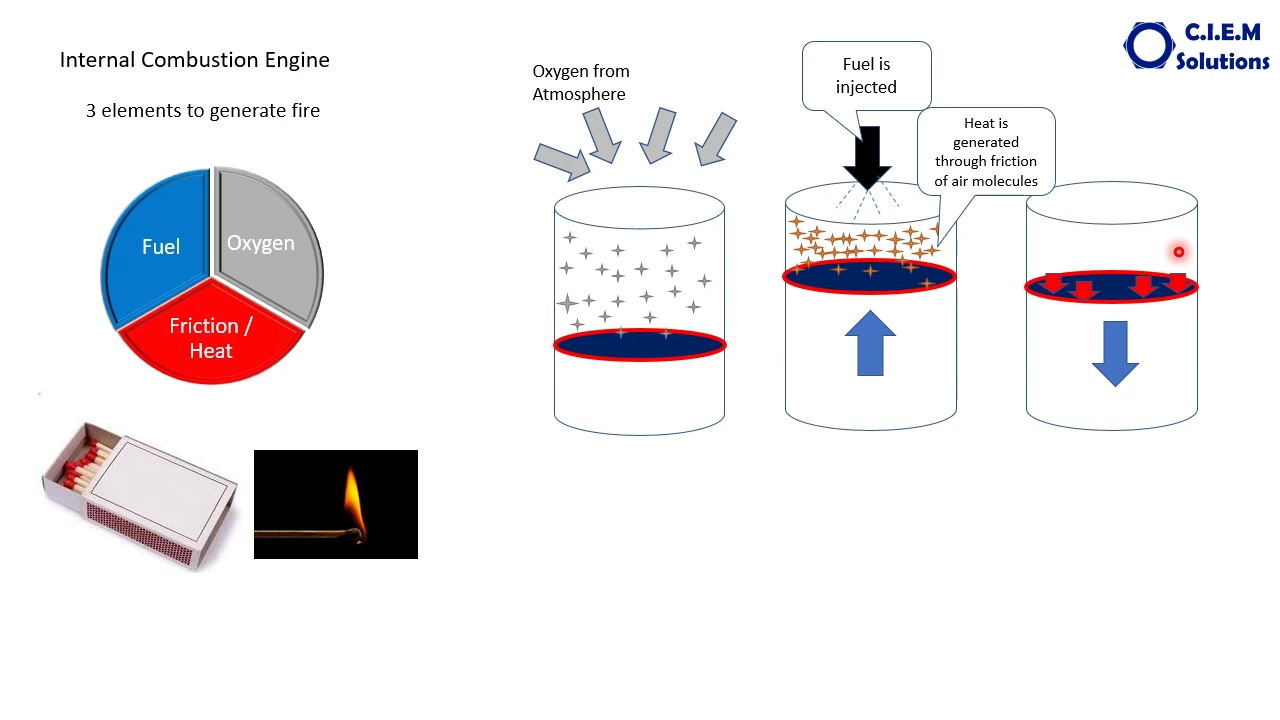 Internal Combustion Engine
3 elements to generate fire
Fuel
Oxygen
Friction /
Heat
Oxygen from
Atmosphere
Fuel is
injected
Heat is
generated
through friction
of air molecules
C.I.E.M
Solutions